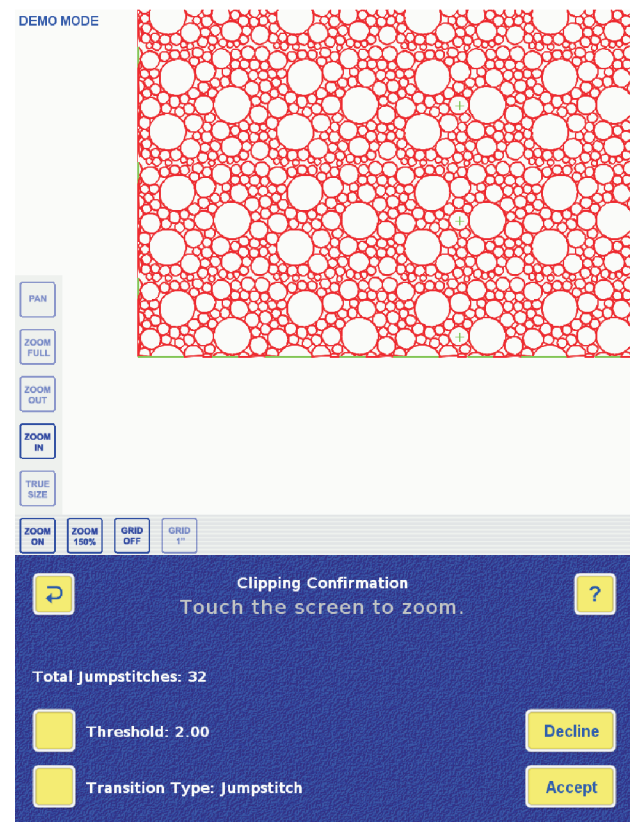 DEMO MODE
PAN
ZOOM
FULL
ZOOM
OUT
ZOOM
IN
TRUE
SIZE
ZOOM
ON
ZOOM
150%
GRID
OFF
GRID
1"
Clipping Confirmation
Touch the screen to zoom.
?
Total Jumpstitches: 32
Threshold: 2.00
Decline
Transition Type: Jumpstitch
Accept